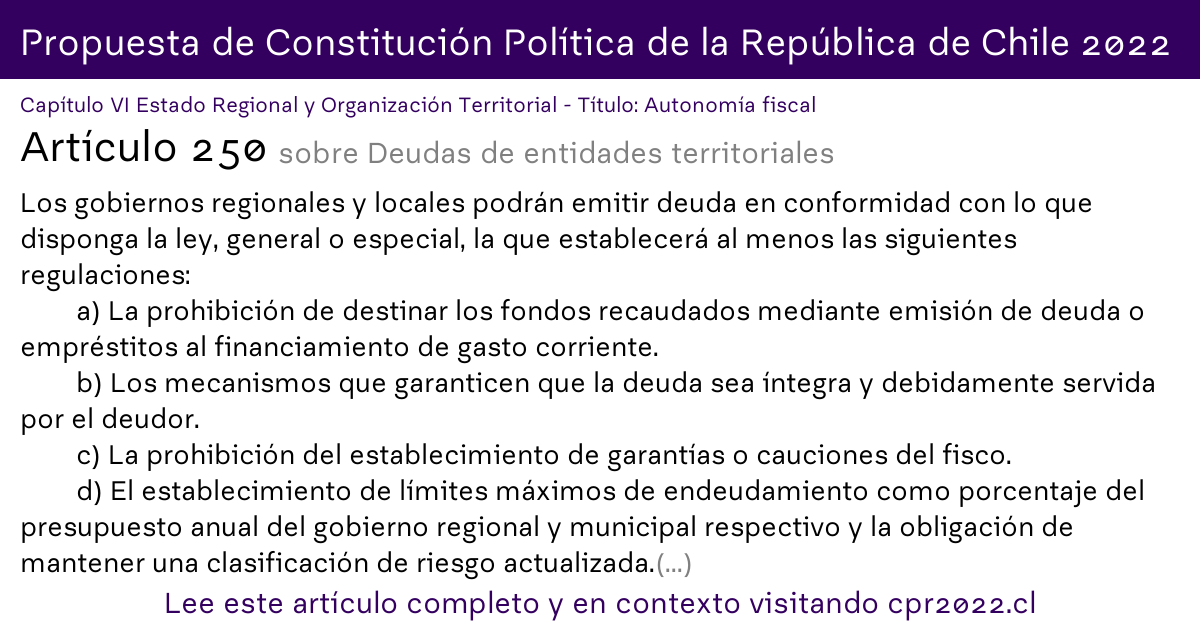 Propuesta de Constitución Política de la República de Chile 2022
Capítulo VI Estado Regional y Organización Territorial - Título: Autonomía fiscal
Artículo 250 sobre Deudas de entidades territoriales
Los gobiernos regionales y locales podrán emitir deuda en conformidad con lo que
disponga la ley, general o especial, la que establecerá al menos las siguientes
regulaciones:
a) La prohibición de destinar los fondos recaudados mediante emisión de deuda o
empréstitos al financiamiento de gasto corriente.
b) Los mecanismos que garanticen que la deuda sea íntegra y debidamente servida
por el deudor.
c) La prohibición del establecimiento de garantías o cauciones del fisco.
d) El establecimiento de límites máximos de endeudamiento como porcentaje del
presupuesto anual del gobierno regional y municipal respectivo y la obligación de
mantener una clasificación de riesgo actualizada.(...)
Lee este artículo completo y en contexto visitando cpr2022.cl